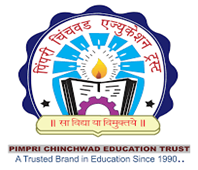 पिंपरी चिंचवड एज्युकेशन ट्रस्ट
॥ सा विद्या या विमुक्तये ॥
PIMPRI CHINCHWAD EDUCATION TRUST
A Trusted Brand in Education Since 1990..